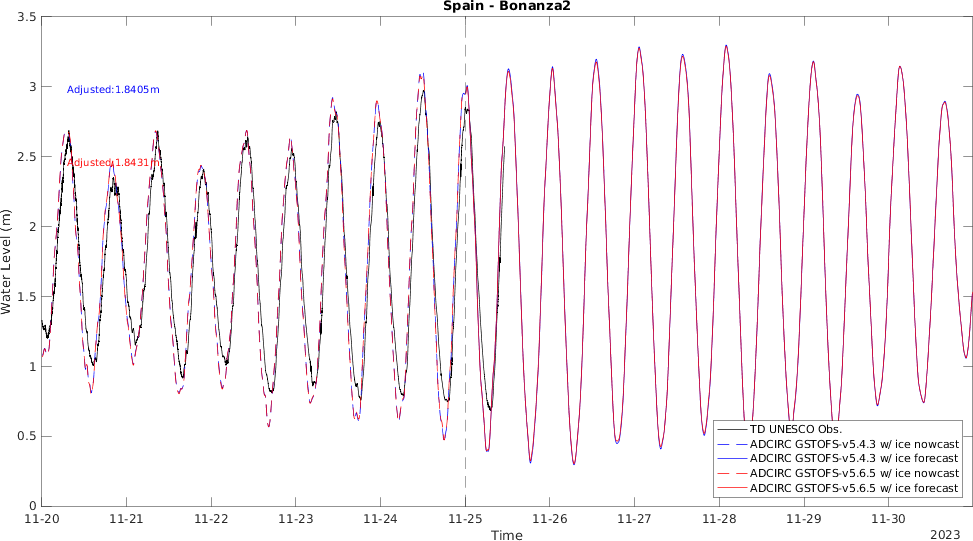 Spain - Bonanza2
3.5
3
2.5
2
1.5
1
0.5
0
Water Level (m)
Adjusted:1.8405m
Adjusted:1.8431m
TD UNESCO Obs.
ADCIRC GSTOFS-v5.4.3 w/ ice nowcast
ADCIRC GSTOFS-v5.4.3 w/ ice forecast
ADCIRC GSTOFS-v5.6.5 w/ ice nowcast
ADCIRC GSTOFS-v5.6.5 w/ ice forecast
11-20 11-21 11-22 11-23 11-24 11-25 11-26 11-27 11-28 11-29 11-30
Time
2023